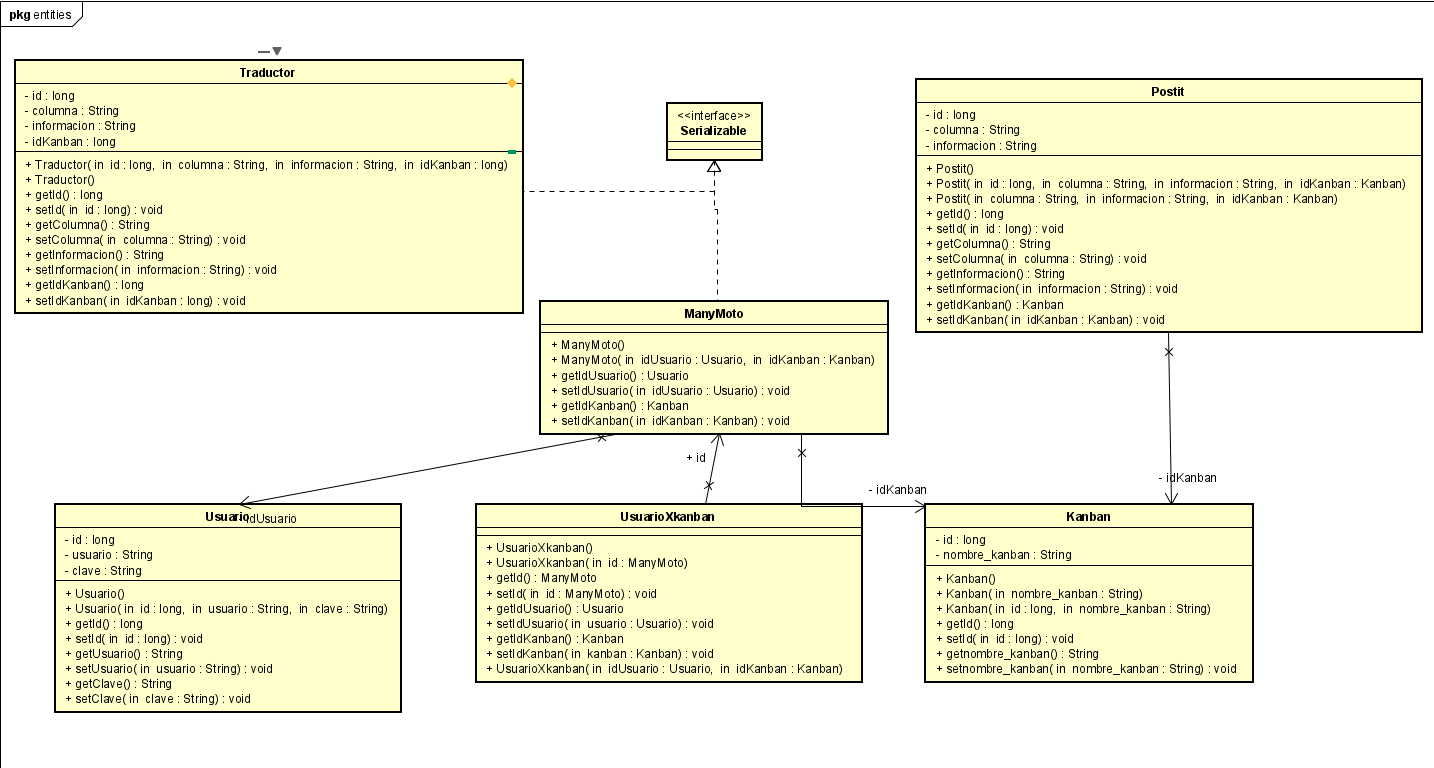 pkg entities
Traductor
- id : long
- columna : String
- informacion : String
- idKanban : long
+ Traductor( in id : long, in columna : String, in informacion : String, in idKanban : long)
+ Traductor()
+ getId() : long
+ setId( in id : long) : void
+ getColumna() : String
+ setColumna( in columna : String) : void
+ getInformacion() : String
+ setInformacion( in informacion : String) : void
+ getIdKanban() : long
+ setIdKanban( in idKanban : long) : void
<<interface>>
Serializable
Postit
- id : long
- columna : String
- informacion : String
+ Postit()
+ Postit( in id : long, in columna : String, in informacion : String, in idKanban : Kanban)
+ Postit( in columna : String, in informacion : String, in idKanban : Kanban)
+ getId() : long
+ setId( in id : long) : void
+ getColumna() : String
+ setColumna( in columna : String) : void
+ getInformacion() : String
+ setInformacion( in informacion : String) : void
+ getIdKanban() : Kanban
+ setIdKanban( in idKanban : Kanban) : void
ManyMoto
+ ManyMoto()
+ ManyMoto( in idUsuario : Usuario, in idKanban : Kanban)
+ getIdUsuario() : Usuario
+ setIdUsuario( in idUsuario : Usuario) : void
+ getIdKanban() : Kanban
+ setIdKanban( in idKanban : Kanban) : void
+ id
- idKanban
- idKanban
Usuario
- idUsuario
- id : long
- usuario : String
- clave : String
+ Usuario()
+ Usuario( in id : long, in usuario : String, in clave : String)
+ getId() : long
+ setId( in id : long) : void
+ getUsuario() : String
+ setUsuario( in usuario : String) : void
+ getClave() : String
+ setClave( in clave : String) : void
UsuarioXkanban
+ UsuarioXkanban()
+ UsuarioXkanban( in id : ManyMoto)
+ getId() : ManyMoto
+ setId( in id : ManyMoto) : void
+ getIdUsuario() : Usuario
+ setIdUsuario( in usuario : Usuario) : void
+ getIdKanban() : Kanban
+ setIdKanban( in kanban : Kanban) : void
+ UsuarioXkanban( in idUsuario : Usuario, in idKanban : Kanban)
Kanban
- id : long
- nombre_kanban : String
+ Kanban()
+ Kanban( in nombre_kanban : String)
+ Kanban( in id : long, in nombre_kanban : String)
+ getId() : long
+ setId( in id : long) : void
+ getnombre_kanban() : String
+ setnombre_kanban( in nombre_kanban : String) : void